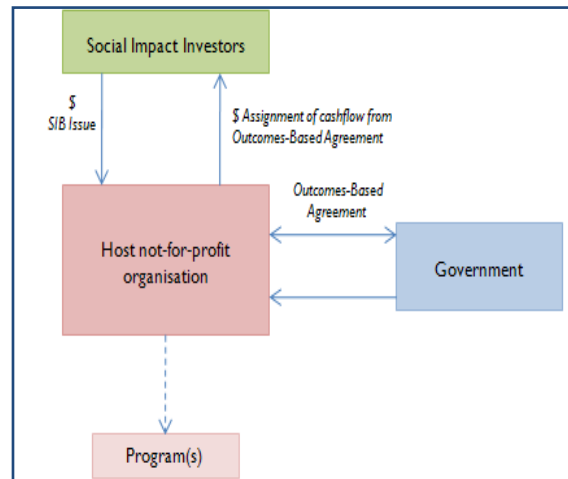 Social Impact Investors
$
SIB Issue
$ Assignment of cashflow from
Outcomes-Based Agreement
Outcomes-Based
Agreement
Host not-for-profit
organisation
Government
Program(s)